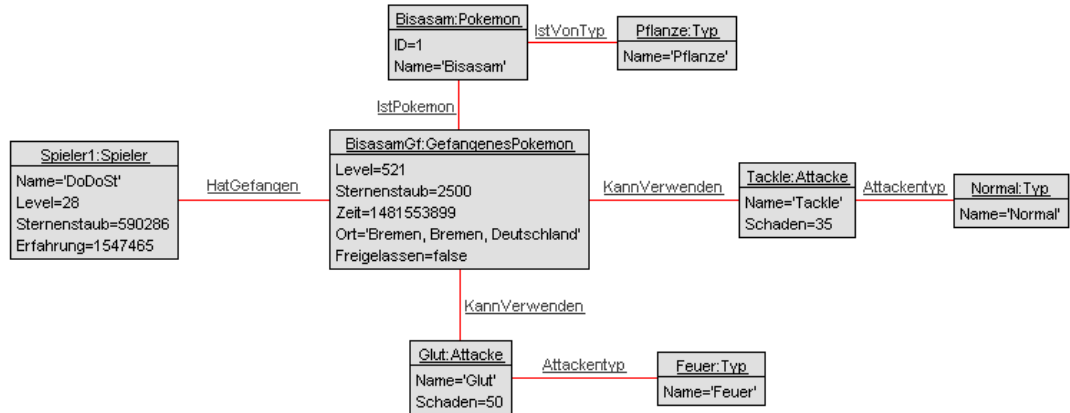 Bisasam:Pokemon
ID=1
Name='Bisasam'
IstVonTyp
Pflanze:Typ
Name='Pflanze'
IstPokemon
Spieler1:Spieler
Name='DoDoSt'
Level=28
Sternenstaub=590286
Erfahrung=1547465
HatGefangen
BisasamGf:GefangenesPokemon
Level=521
Sternenstaub=2500
Zeit=1481553899
Ort='Bremen, Bremen, Deutschland'
Freigelassen=false
KannVerwenden
Tackle:Attacke
Name='Tackle'
Schaden=35
Attackentyp
Normal:Typ
Name='Normal'
KannVerwenden
Glut:Attacke
Name='Glut'
Schaden=50
Attackentyp
Feuer:Typ
Name='Feuer'